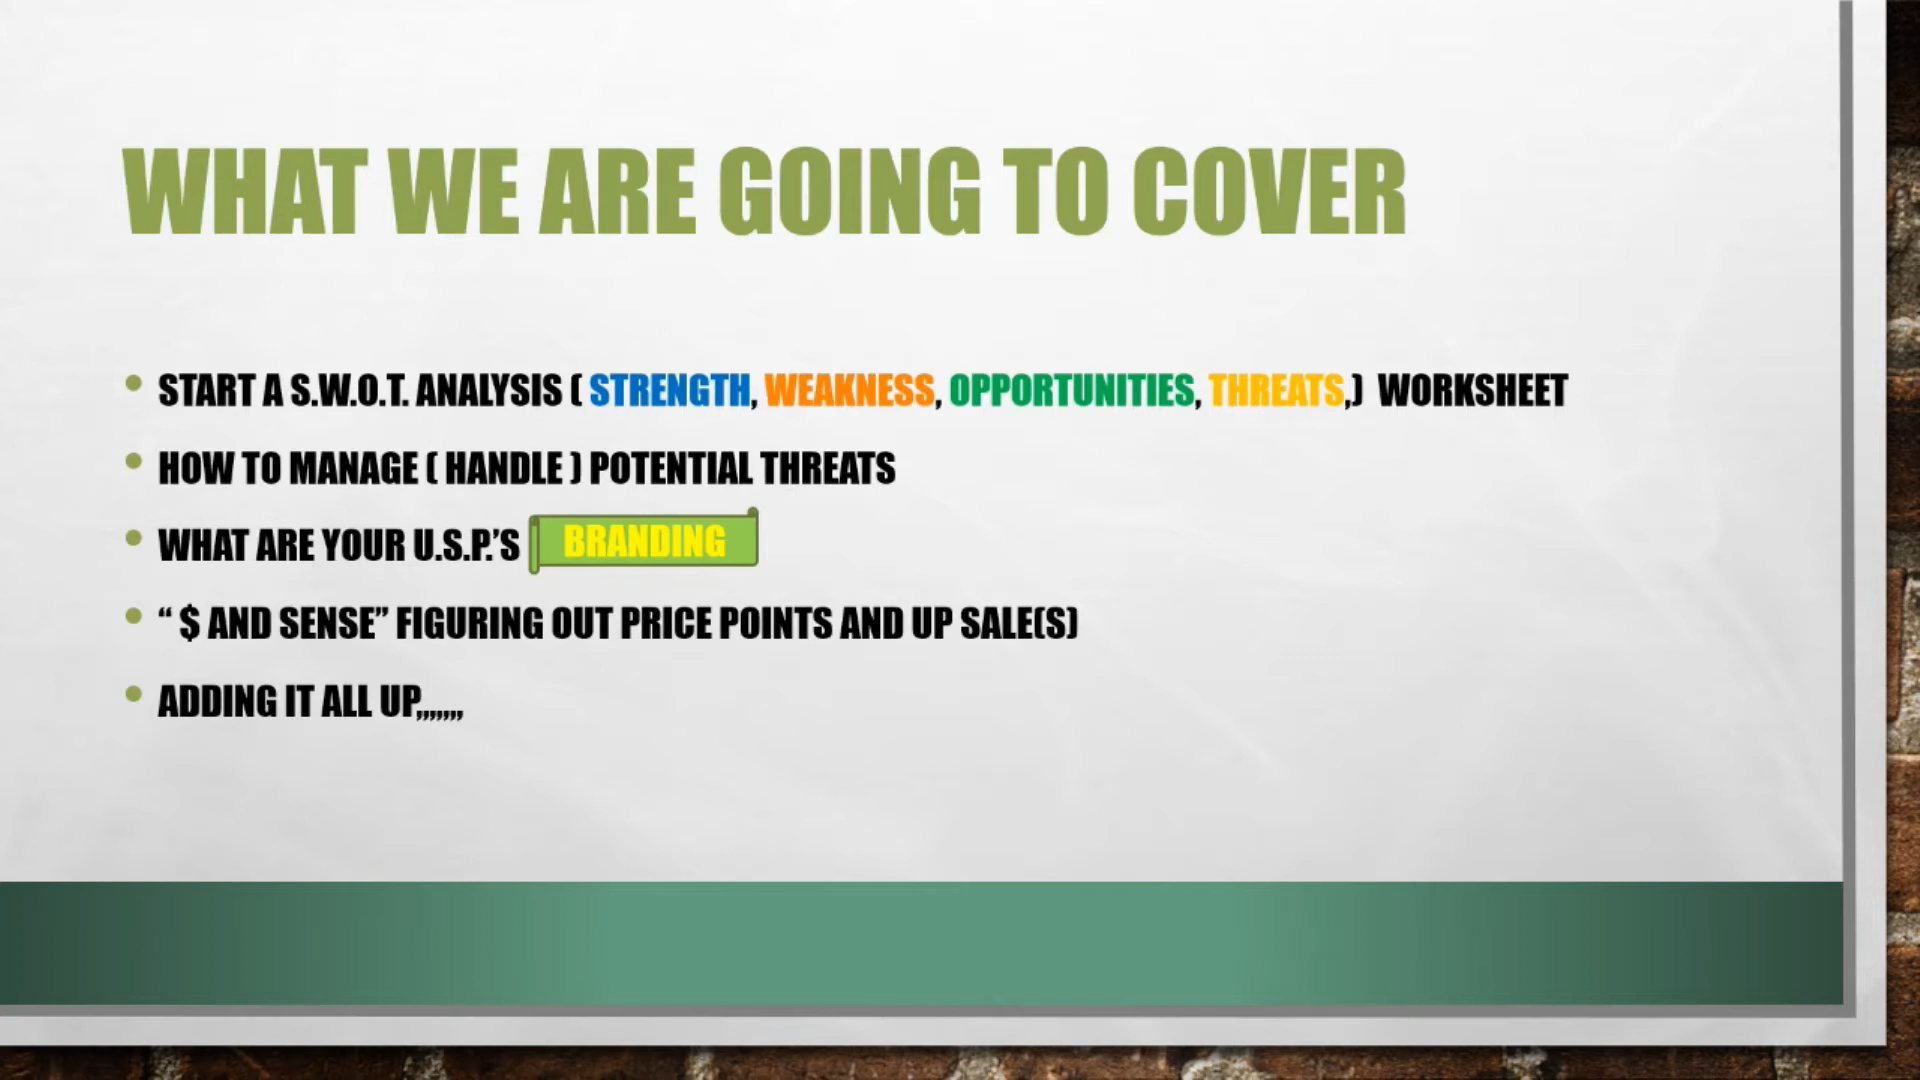 WHAT WE ARE GOING TO COVER
• START A S.W.O.T. ANALYSIS ( STRENGTH, WEAKNESS, OPPORTUNITIES, THREATS,)  WORKSHEET
• HOW TO MANAGE ( HANDLE ) POTENTIAL THREATS
• WHAT ARE YOUR U.S.P.’S BRANDING
• “ $ AND SENSE” FIGURING OUT PRICE POINTS AND UP SALE(S)
• ADDING IT ALL UP,,,,,,,